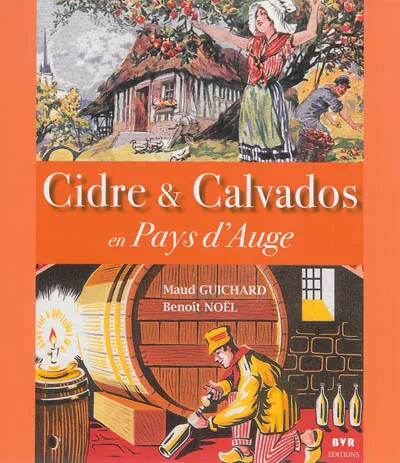 Cidre & Calvados
en Pays d'Auge
Maud GUICHARD
Benoît NOËL
BVR
EDITIONS